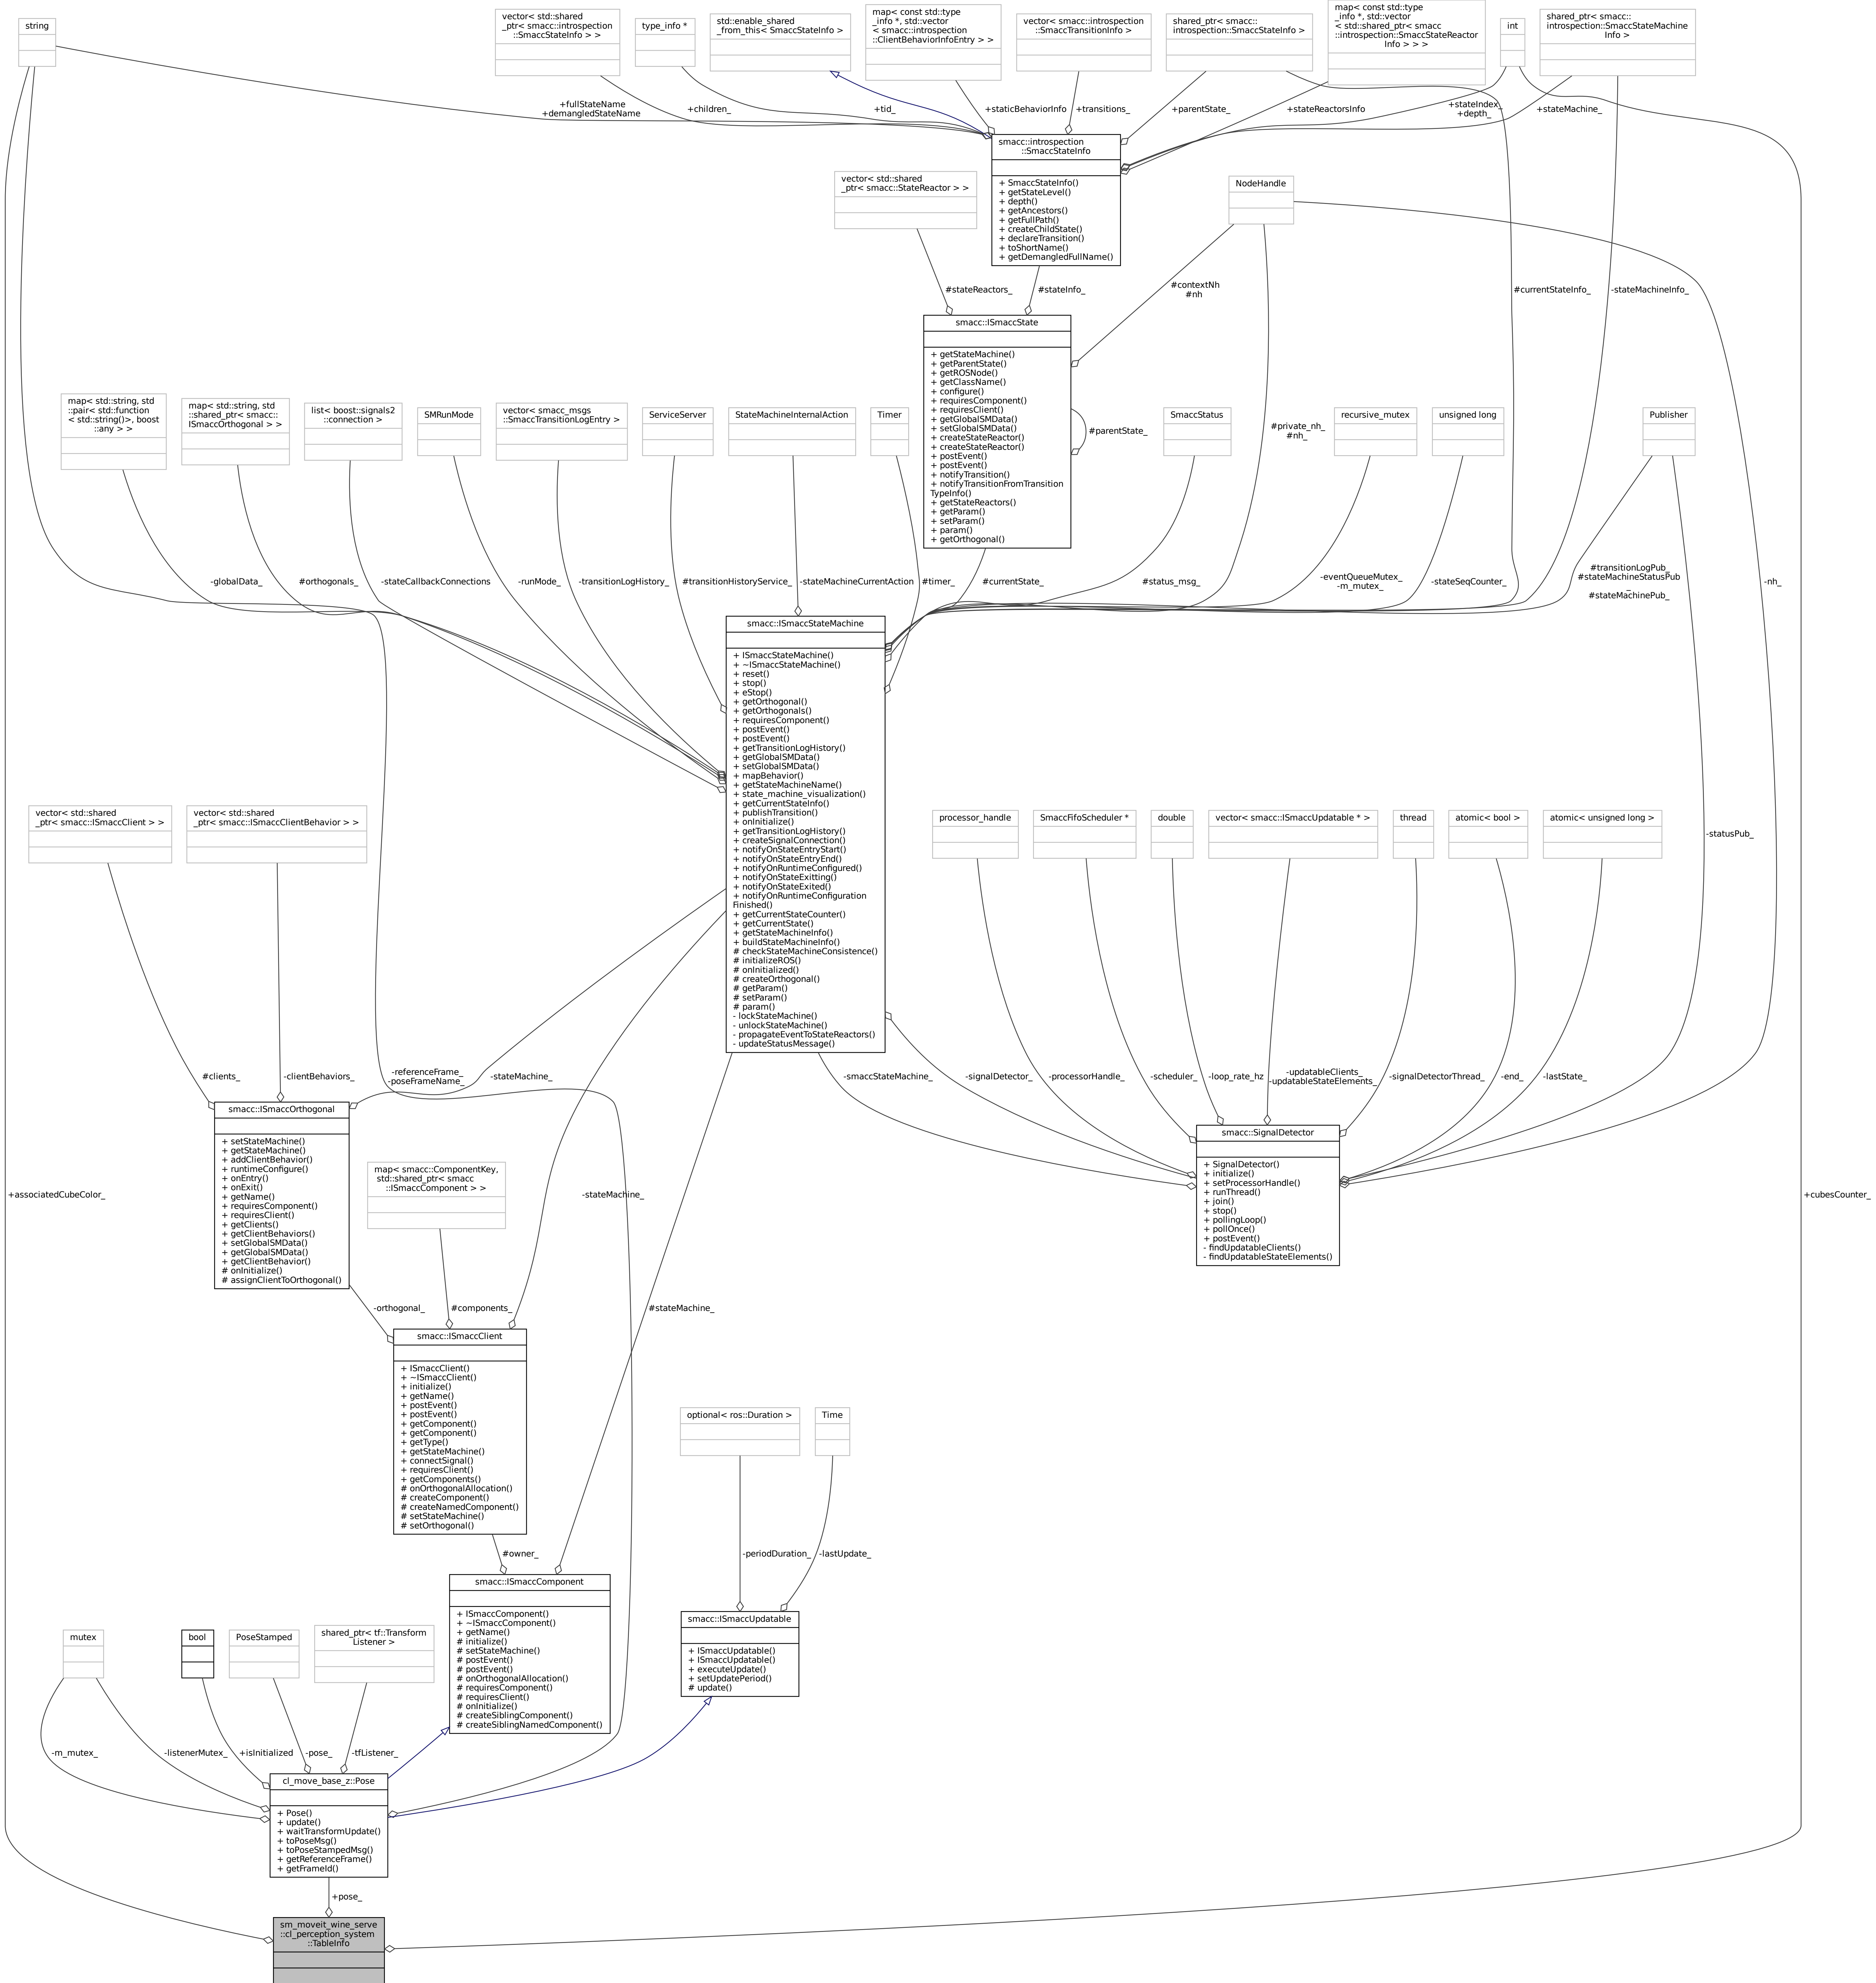 string
vector< std::shared
_ptr< smacc::introspection
::SmaccStateInfo > >
type_info *
std::enable_shared
_from_this< SmaccStateInfo >
map< const std::type
_info *, std::vector
< smacc::introspection
::ClientBehaviorInfoEntry > >
vector< smacc::introspection
::SmaccTransitionInfo >
shared_ptr< smacc::
introspection::SmaccStateInfo >
map< const std::type
_info *, std::vector
< std::shared_ptr< smacc
::introspection::SmaccStateReactor
Info > > >
int
shared_ptr< smacc::
introspection::SmaccStateMachine
Info >
+fullStateName
+demangledStateName
+children_
+tid_
+staticBehaviorInfo
+transitions_
+parentState_
+stateReactorsInfo
+stateIndex_
+depth_
+stateMachine_
smacc::introspection
::SmaccStateInfo
+ SmaccStateInfo()
+ getStateLevel()
+ depth()
+ getAncestors()
+ getFullPath()
+ createChildState()
+ declareTransition()
+ toShortName()
+ getDemangledFullName()
vector< std::shared
_ptr< smacc::StateReactor > >
NodeHandle
#stateReactors_
#stateInfo_
#contextNh
#nh
#currentStateInfo_
-stateMachineInfo_
smacc::ISmaccState
+ getStateMachine()
+ getParentState()
+ getROSNode()
+ getClassName()
+ configure()
+ requiresComponent()
+ requiresClient()
+ getGlobalSMData()
+ setGlobalSMData()
+ createStateReactor()
+ createStateReactor()
+ postEvent()
+ postEvent()
+ notifyTransition()
+ notifyTransitionFromTransition
TypeInfo()
+ getStateReactors()
+ getParam()
+ setParam()
+ param()
+ getOrthogonal()
#parentState_
#private_nh_
#nh_
map< std::string, std
::pair< std::function
< std::string()>, boost
::any > >
map< std::string, std
::shared_ptr< smacc::
ISmaccOrthogonal > >
list< boost::signals2
::connection >
SMRunMode
vector< smacc_msgs
::SmaccTransitionLogEntry >
ServiceServer
StateMachineInternalAction
Timer
SmaccStatus
recursive_mutex
unsigned long
Publisher
-globalData_
#orthogonals_
-stateCallbackConnections
-runMode_
-transitionLogHistory_
#transitionHistoryService_
-stateMachineCurrentAction
#timer_
#currentState_
#status_msg_
-eventQueueMutex_
-m_mutex_
-stateSeqCounter_
#transitionLogPub_
#stateMachineStatusPub
_
#stateMachinePub_
-nh_
smacc::ISmaccStateMachine
+ ISmaccStateMachine()
+ ~ISmaccStateMachine()
+ reset()
+ stop()
+ eStop()
+ getOrthogonal()
+ getOrthogonals()
+ requiresComponent()
+ postEvent()
+ postEvent()
+ getTransitionLogHistory()
+ getGlobalSMData()
+ setGlobalSMData()
+ mapBehavior()
+ getStateMachineName()
+ state_machine_visualization()
+ getCurrentStateInfo()
+ publishTransition()
+ onInitialize()
+ getTransitionLogHistory()
+ createSignalConnection()
+ notifyOnStateEntryStart()
+ notifyOnStateEntryEnd()
+ notifyOnRuntimeConfigured()
+ notifyOnStateExitting()
+ notifyOnStateExited()
+ notifyOnRuntimeConfiguration
Finished()
+ getCurrentStateCounter()
+ getCurrentState()
+ getStateMachineInfo()
+ buildStateMachineInfo()
# checkStateMachineConsistence()
# initializeROS()
# onInitialized()
# createOrthogonal()
# getParam()
# setParam()
# param()
- lockStateMachine()
- unlockStateMachine()
- propagateEventToStateReactors()
- updateStatusMessage()
vector< std::shared
_ptr< smacc::ISmaccClient > >
vector< std::shared
_ptr< smacc::ISmaccClientBehavior > >
processor_handle
SmaccFifoScheduler *
double
vector< smacc::ISmaccUpdatable * >
thread
atomic< bool >
atomic< unsigned long >
-statusPub_
#clients_
-clientBehaviors_
-referenceFrame_
-poseFrameName_
-stateMachine_
-smaccStateMachine_
-signalDetector_
-processorHandle_
-scheduler_
-loop_rate_hz
-updatableClients_
-updatableStateElements_
-signalDetectorThread_
-end_
-lastState_
smacc::ISmaccOrthogonal
+ setStateMachine()
+ getStateMachine()
+ addClientBehavior()
+ runtimeConfigure()
+ onEntry()
+ onExit()
+ getName()
+ requiresComponent()
+ requiresClient()
+ getClients()
+ getClientBehaviors()
+ setGlobalSMData()
+ getGlobalSMData()
+ getClientBehavior()
# onInitialize()
# assignClientToOrthogonal()
smacc::SignalDetector
+ SignalDetector()
+ initialize()
+ setProcessorHandle()
+ runThread()
+ join()
+ stop()
+ pollingLoop()
+ pollOnce()
+ postEvent()
- findUpdatableClients()
- findUpdatableStateElements()
map< smacc::ComponentKey,
std::shared_ptr< smacc
::ISmaccComponent > >
+associatedCubeColor_
-stateMachine_
+cubesCounter_
-orthogonal_
#components_
#stateMachine_
smacc::ISmaccClient
+ ISmaccClient()
+ ~ISmaccClient()
+ initialize()
+ getName()
+ postEvent()
+ postEvent()
+ getComponent()
+ getComponent()
+ getType()
+ getStateMachine()
+ connectSignal()
+ requiresClient()
+ getComponents()
# onOrthogonalAllocation()
# createComponent()
# createNamedComponent()
# setStateMachine()
# setOrthogonal()
optional< ros::Duration >
Time
#owner_
-periodDuration_
-lastUpdate_
smacc::ISmaccComponent
+ ISmaccComponent()
+ ~ISmaccComponent()
+ getName()
# initialize()
# setStateMachine()
# postEvent()
# postEvent()
# onOrthogonalAllocation()
# requiresComponent()
# requiresClient()
# onInitialize()
# createSiblingComponent()
# createSiblingNamedComponent()
smacc::ISmaccUpdatable
+ ISmaccUpdatable()
+ ISmaccUpdatable()
+ executeUpdate()
+ setUpdatePeriod()
# update()
mutex
bool
PoseStamped
shared_ptr< tf::Transform
Listener >
-m_mutex_
-listenerMutex_
+isInitialized
-pose_
-tfListener_
cl_move_base_z::Pose
+ Pose()
+ update()
+ waitTransformUpdate()
+ toPoseMsg()
+ toPoseStampedMsg()
+ getReferenceFrame()
+ getFrameId()
+pose_
sm_moveit_wine_serve
::cl_perception_system
::TableInfo